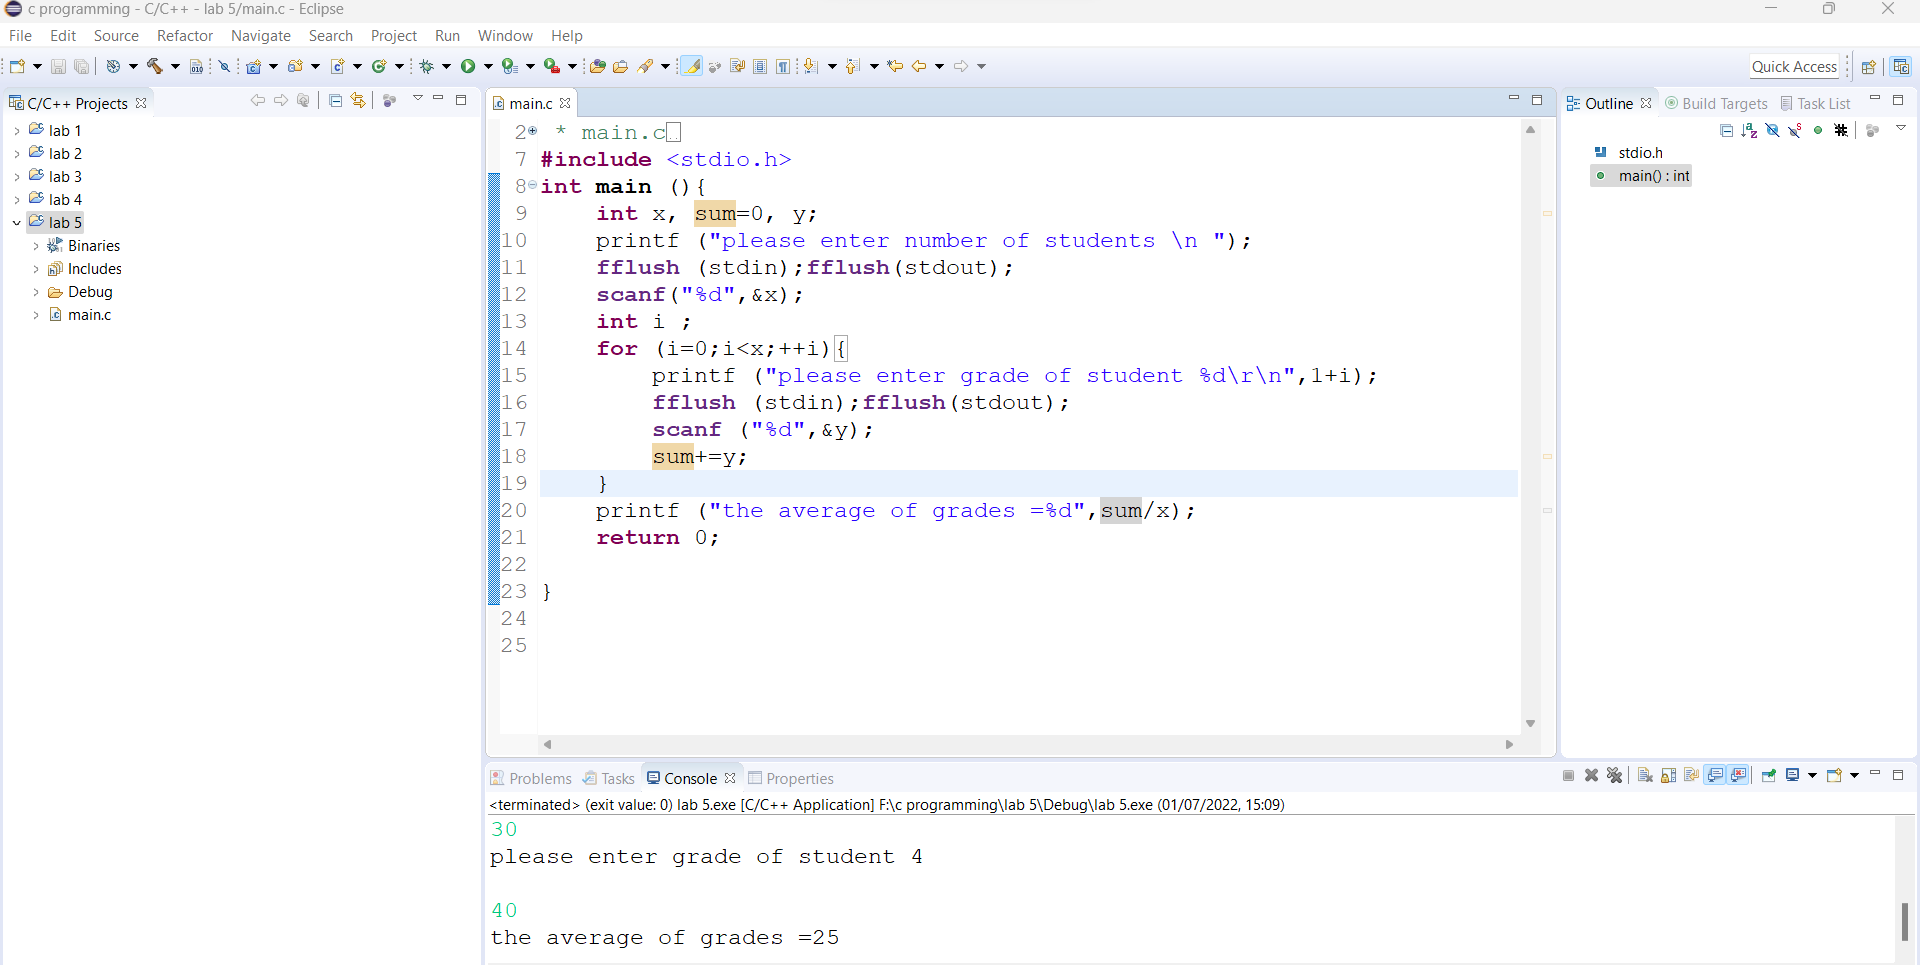 c programming - C/C++ - lab 5/main.c - Eclipse
File Edit Source Refactor Navigate Search Project Run Window Help
Quick Access
C/C++ Projects
lab 1
lab 2
lab 3
lab 4
lab 5
Binaries
Includes
Debug
main.c
main.c
2 * main.c
7 #include <stdio.h>
8 int main (){
9 int x, sum=0, y;
10 printf ("please enter number of students \n ");
11 fflush (stdin);fflush(stdout);
12 scanf("%d",&x);
13 int i ;
14 for (i=0;i<x;++i){
15 printf ("please enter grade of student %d\r\n",1+i);
16 fflush (stdin);fflush(stdout);
17 scanf ("%d",&y);
18 sum+=y;
19 }
20 printf ("the average of grades =%d",sum/x);
21 return 0;
22
23 }
24
25
Outline Build Targets Task List
stdio.h
main() : int
Problems Tasks Console Properties
<terminated> (exit value: 0) lab 5.exe [C/C++ Application] F:\c programming\lab 5\Debug\lab 5.exe (01/07/2022, 15:09)
30
please enter grade of student 4
40
the average of grades =25